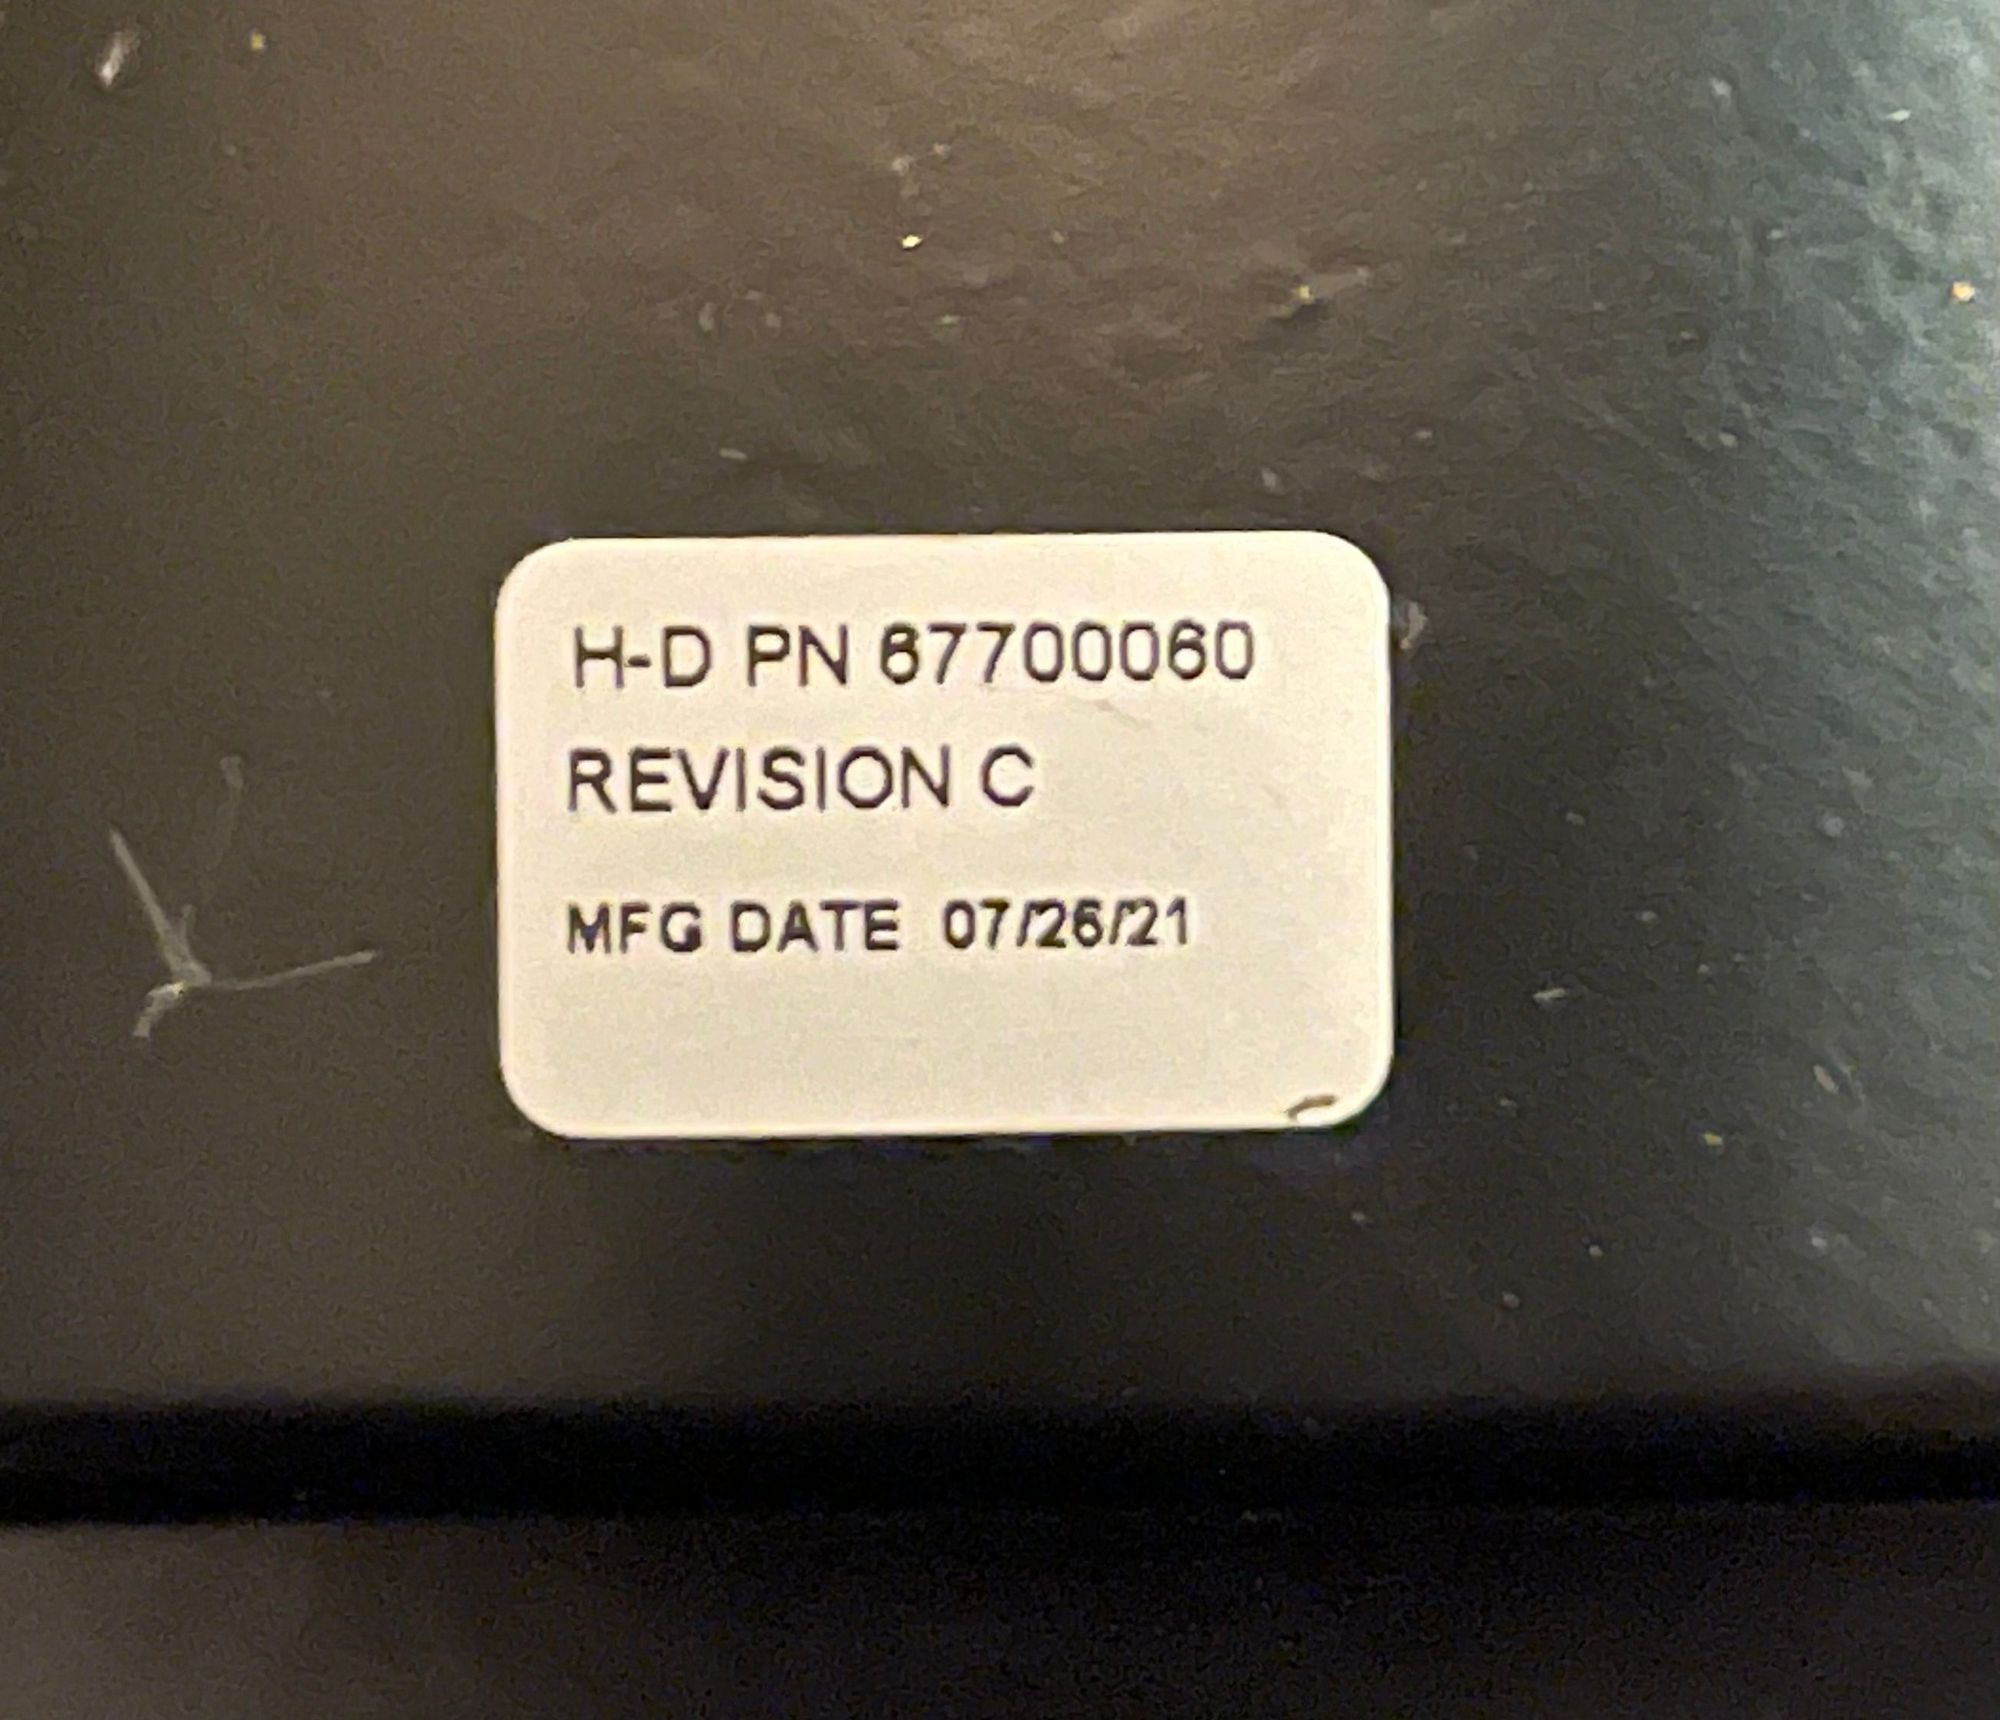 H-D PN 67700060
REVISION C
MFG DATE 07/26/21